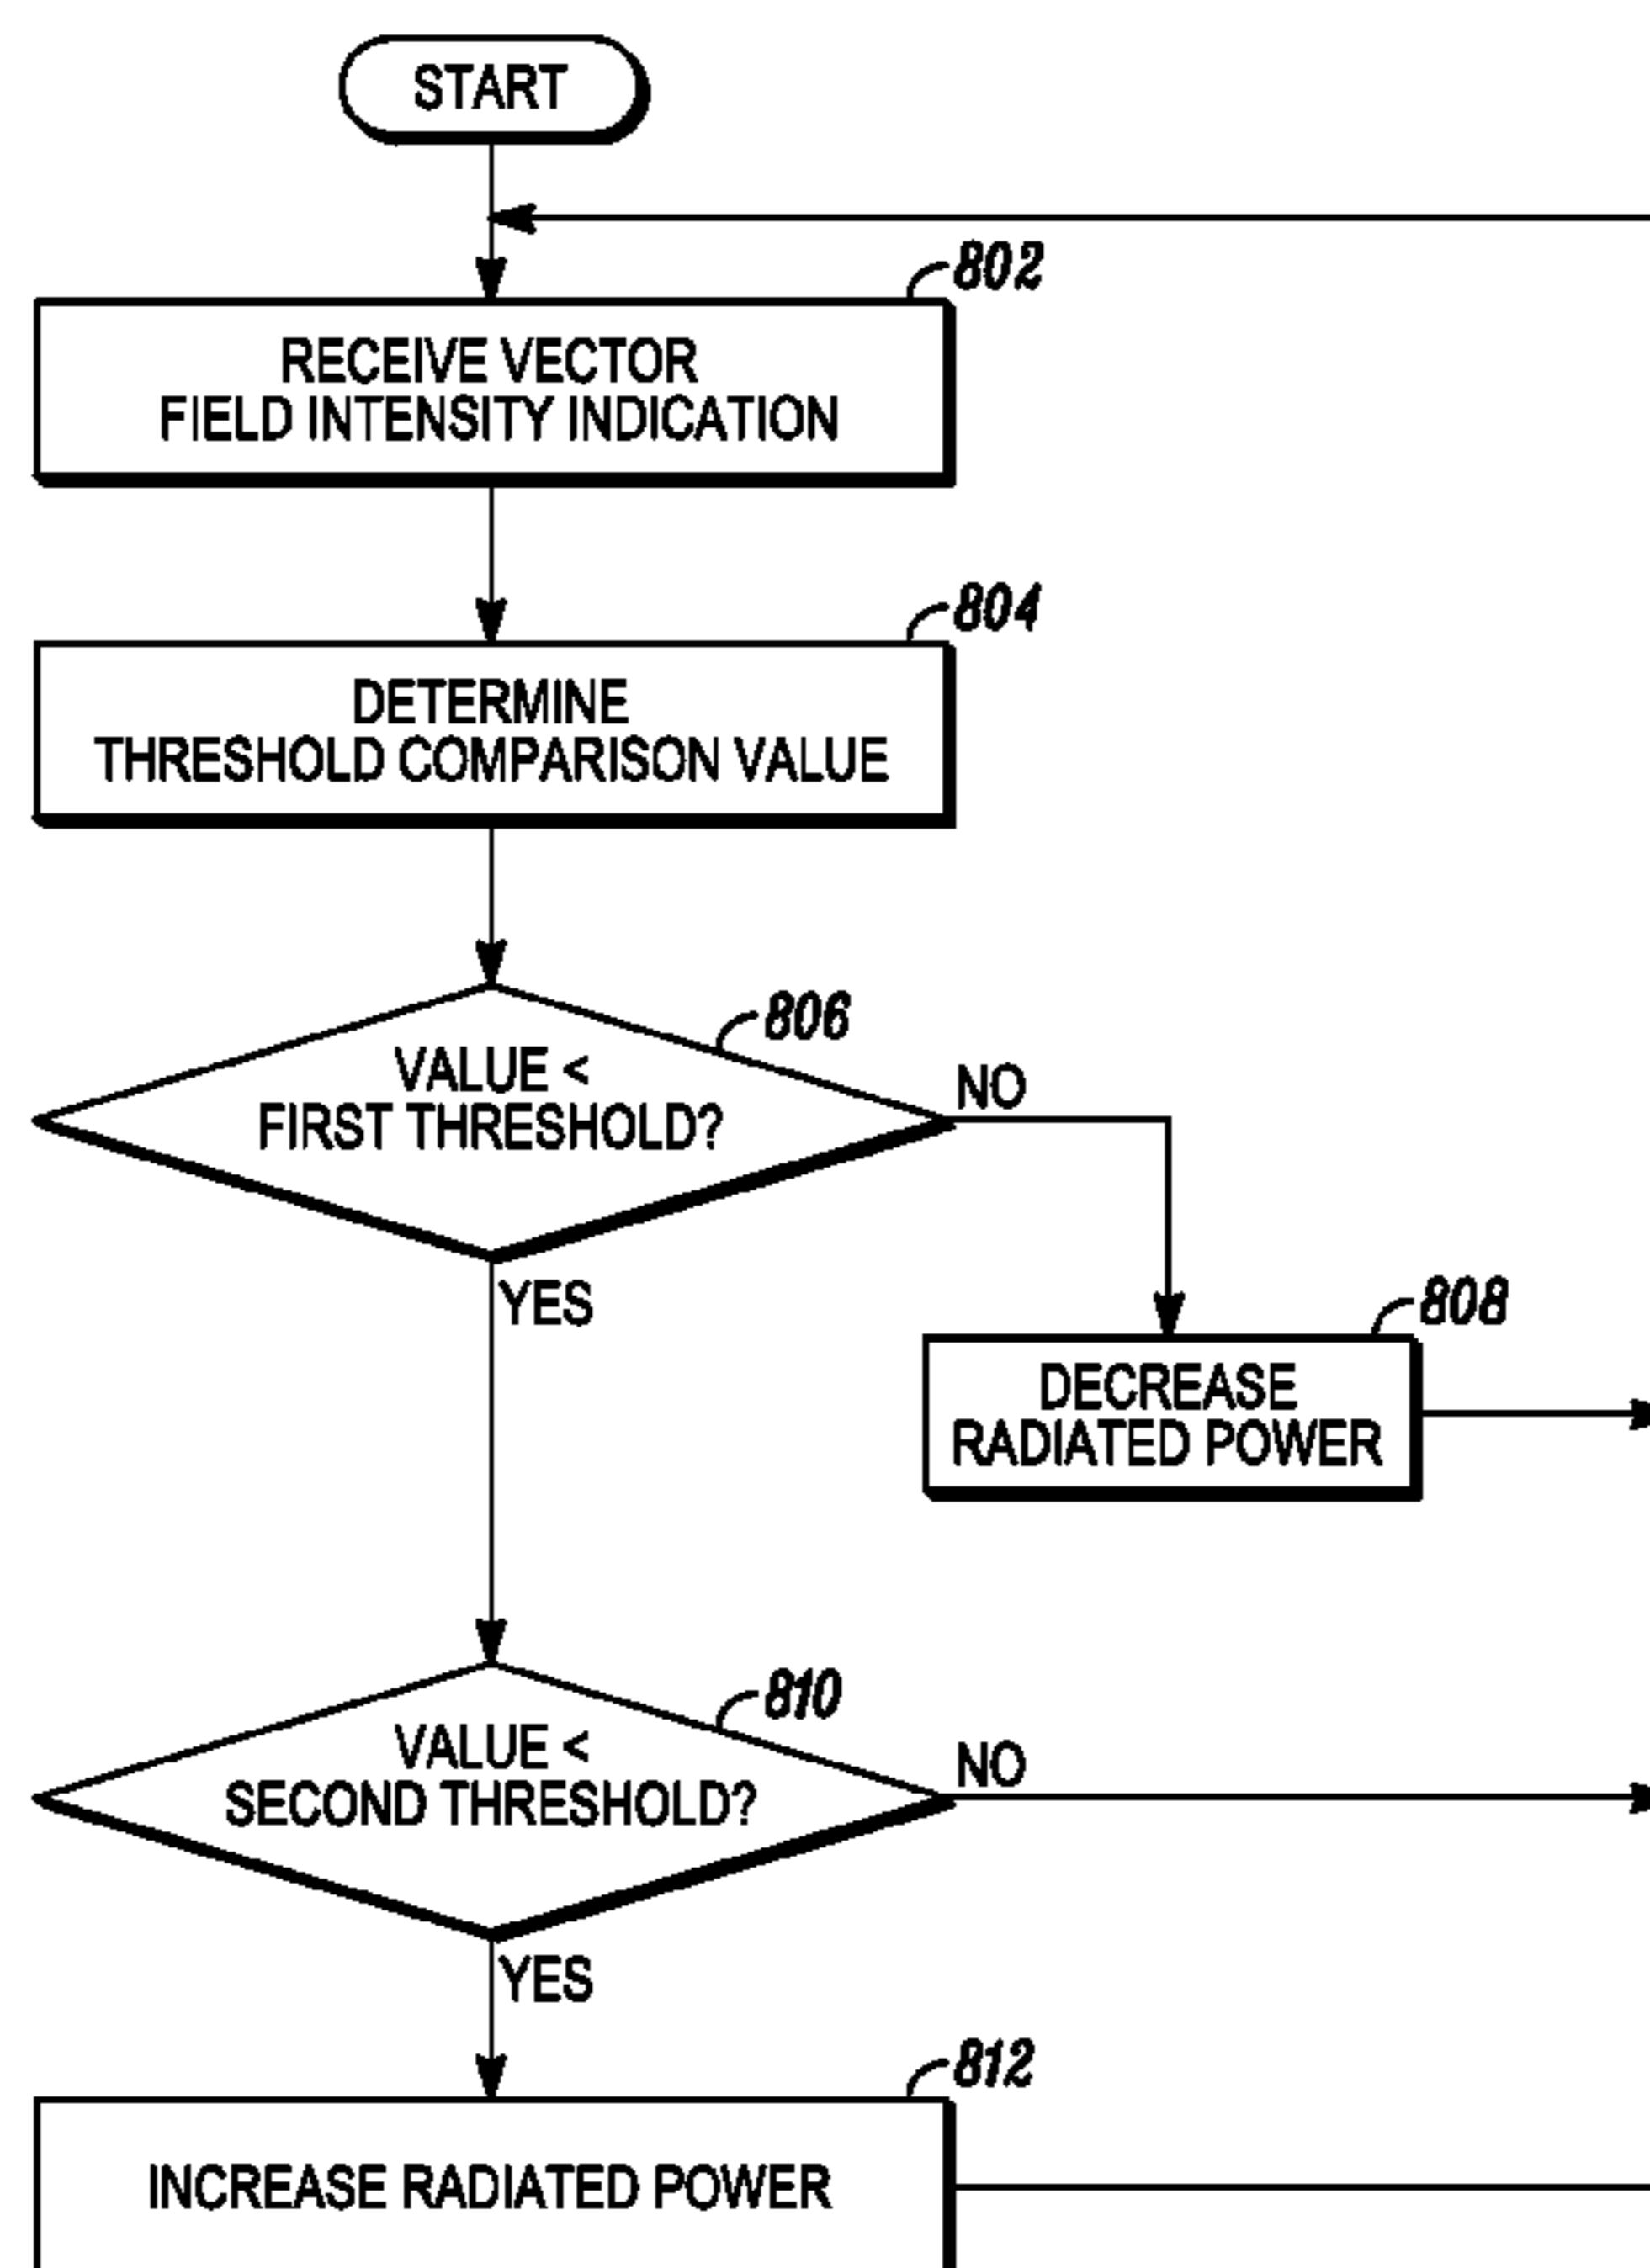 START
802
RECEIVE VECTOR
FIELD INTENSITY INDICATION
804
DETERMINE
THRESHOLD COMPARISON VALUE
806
VALUE <
FIRST THRESHOLD?
NO
YES
808
DECREASE
RADIATED POWER
810
VALUE <
SECOND THRESHOLD?
NO
YES
812
INCREASE RADIATED POWER